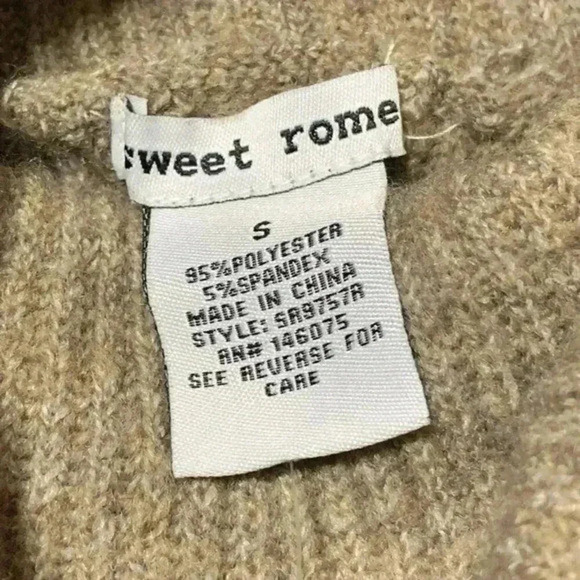 sweet rome
S
95%POLYESTER
5%SPANDEX
MADE IN CHINA
STYLE: SR9757R
RN# 146075
SEE REVERSE FOR
CARE